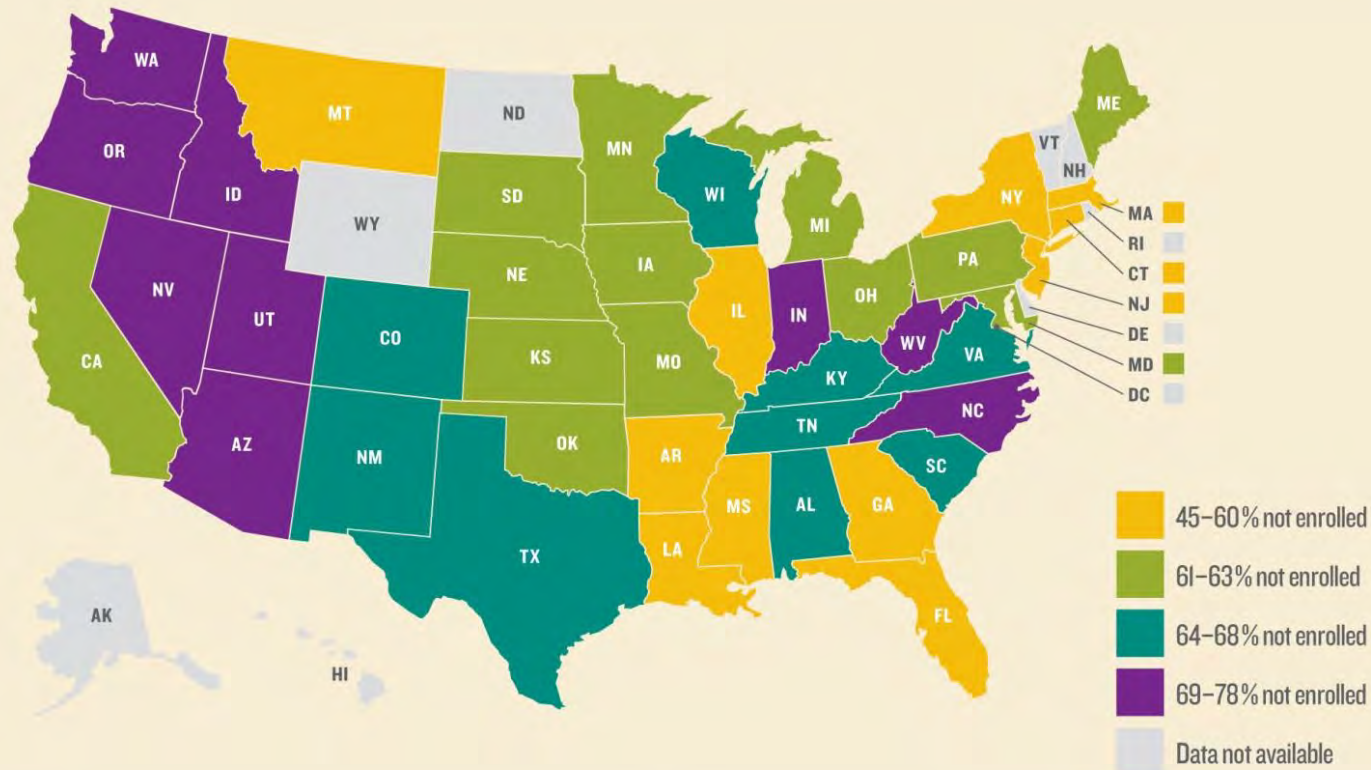 WA
MT
ND
MN
ME
VT
NH
OR
ID
SD
WI
NY
MA
WY
MI
RI
PA
CT
NE
IA
NJ
NV
UT
IL
IN
OH
DE
CO
WV
VA
MD
CA
KS
MO
KY
DC
NC
TN
AZ
NM
OK
AR
SC
MS
AL
GA
TX
LA
FL
AK
HI
45–60% not enrolled
61–63% not enrolled
64–68% not enrolled
69–78% not enrolled
Data not available